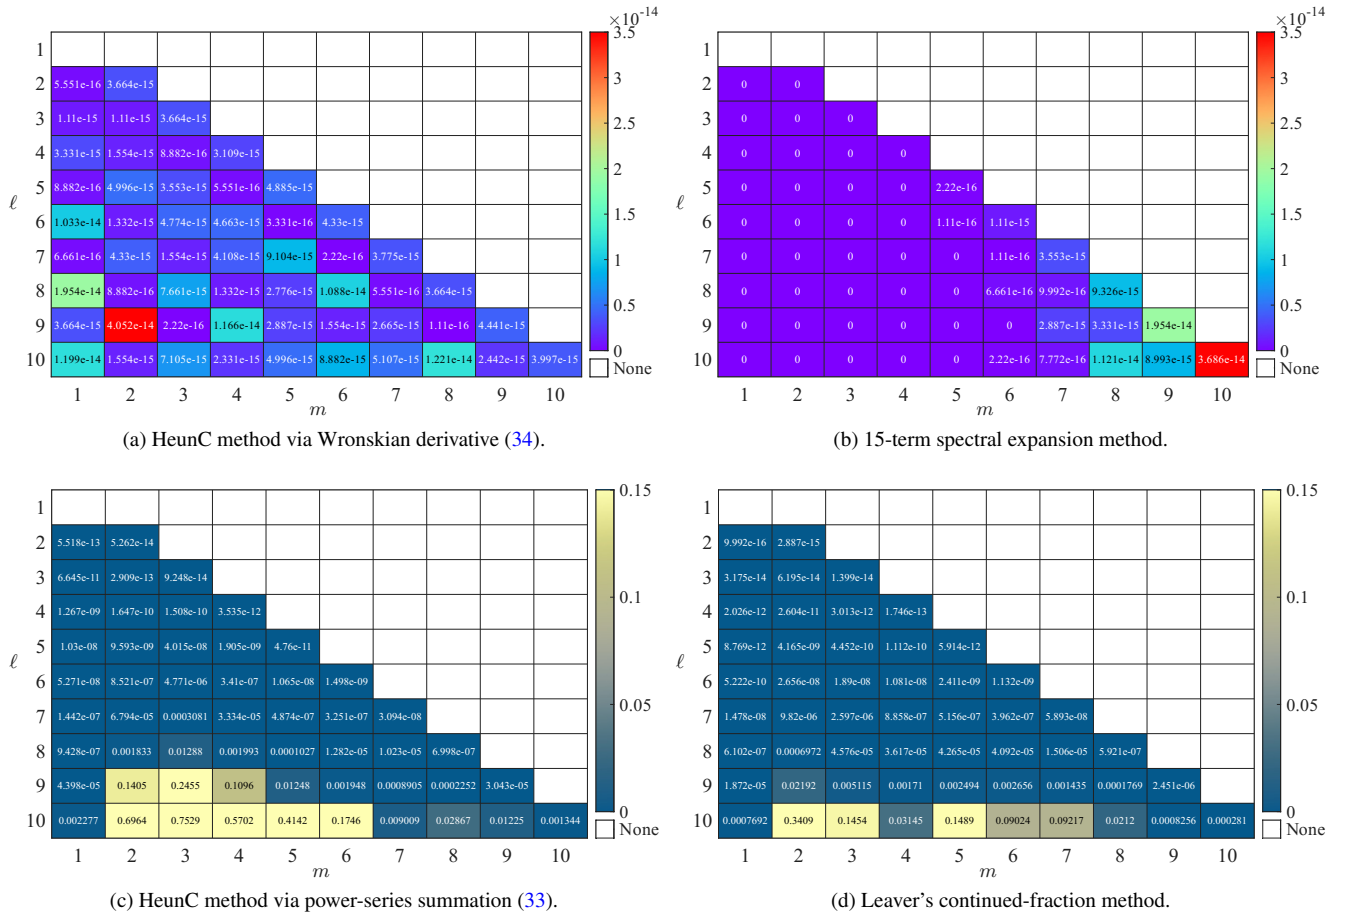 ×10-14
1
2 5.551e-16 3.664e-15
3 1.11e-15 1.11e-15 3.664e-15
4 3.331e-15 1.554e-15 8.882e-16 3.109e-15
5 8.882e-16 4.996e-15 3.553e-15 5.551e-16 4.885e-15
ℓ
6 1.033e-14 1.332e-15 4.774e-15 4.663e-15 3.331e-16 4.33e-15
7 6.661e-16 4.33e-15 1.554e-15 4.108e-15 9.104e-15 2.22e-16 3.775e-15
8 1.954e-14 8.882e-16 7.661e-15 1.332e-15 2.776e-15 1.088e-14 5.551e-16 3.664e-15
9 3.664e-15 4.052e-14 2.22e-16 1.166e-14 2.887e-15 1.554e-15 2.665e-15 1.11e-16 4.441e-15
10 1.199e-14 1.554e-15 7.105e-15 2.331e-15 4.996e-15 8.882e-15 5.107e-15 1.221e-14 2.442e-15 3.997e-15
1 2 3 4 5 6 7 8 9 10
m
3.5
3
2.5
2
1.5
1
0.5
0
None
(a) HeunC method via Wronskian derivative (34).
×10-14
1
2 0 0
3 0 0 0
4 0 0 0 0
5 0 0 0 0 2.22e-16
ℓ
6 0 0 0 0 1.11e-16 1.11e-15
7 0 0 0 0 0 1.11e-16 3.553e-15
8 0 0 0 0 0 6.661e-16 9.992e-16 9.326e-15
9 0 0 0 0 0 0 2.887e-15 3.331e-15 1.954e-14
10 0 0 0 0 0 2.22e-16 7.772e-16 1.121e-14 8.993e-15 3.686e-14
1 2 3 4 5 6 7 8 9 10
m
3.5
3
2.5
2
1.5
1
0.5
0
None
(b) 15-term spectral expansion method.
1
2 5.518e-13 5.262e-14
3 6.645e-11 2.909e-13 9.248e-14
4 1.267e-09 1.647e-10 1.508e-10 3.535e-12
5 1.03e-08 9.593e-09 4.015e-08 1.905e-09 4.76e-11
ℓ
6 5.271e-08 8.521e-07 4.771e-06 3.41e-07 1.065e-08 1.498e-09
7 1.442e-07 6.794e-05 0.0003081 3.334e-05 4.874e-07 3.251e-07 3.094e-08
8 9.428e-07 0.001833 0.01288 0.001993 0.0001027 1.282e-05 1.023e-05 6.998e-07
9 4.398e-05 0.1405 0.2455 0.1096 0.01248 0.001948 0.0008905 0.0002252 3.043e-05
10 0.002277 0.6964 0.7529 0.5702 0.4142 0.1746 0.009009 0.02867 0.01225 0.001344
1 2 3 4 5 6 7 8 9 10
m
0.15
0.1
0.05
0
None
(c) HeunC method via power-series summation (33).
1
2 9.992e-16 2.887e-15
3 3.175e-14 6.195e-14 1.399e-14
4 2.026e-12 2.604e-11 3.013e-12 1.746e-13
5 8.769e-12 4.165e-09 4.452e-10 1.112e-10 5.914e-12
ℓ
6 5.222e-10 2.656e-08 1.89e-08 1.081e-08 2.411e-09 1.132e-09
7 1.478e-08 9.82e-06 2.597e-06 8.858e-07 5.156e-07 3.962e-07 5.893e-08
8 6.102e-07 0.0006972 4.576e-05 3.617e-05 4.265e-05 4.092e-05 1.506e-05 5.921e-07
9 1.872e-05 0.02192 0.005115 0.00171 0.002494 0.002656 0.001435 0.0001769 2.451e-06
10 0.0007692 0.3409 0.1454 0.03145 0.1489 0.09024 0.09217 0.0212 0.0008256 0.000281
1 2 3 4 5 6 7 8 9 10
m
0.15
0.1
0.05
0
None
(d) Leaver's continued-fraction method.